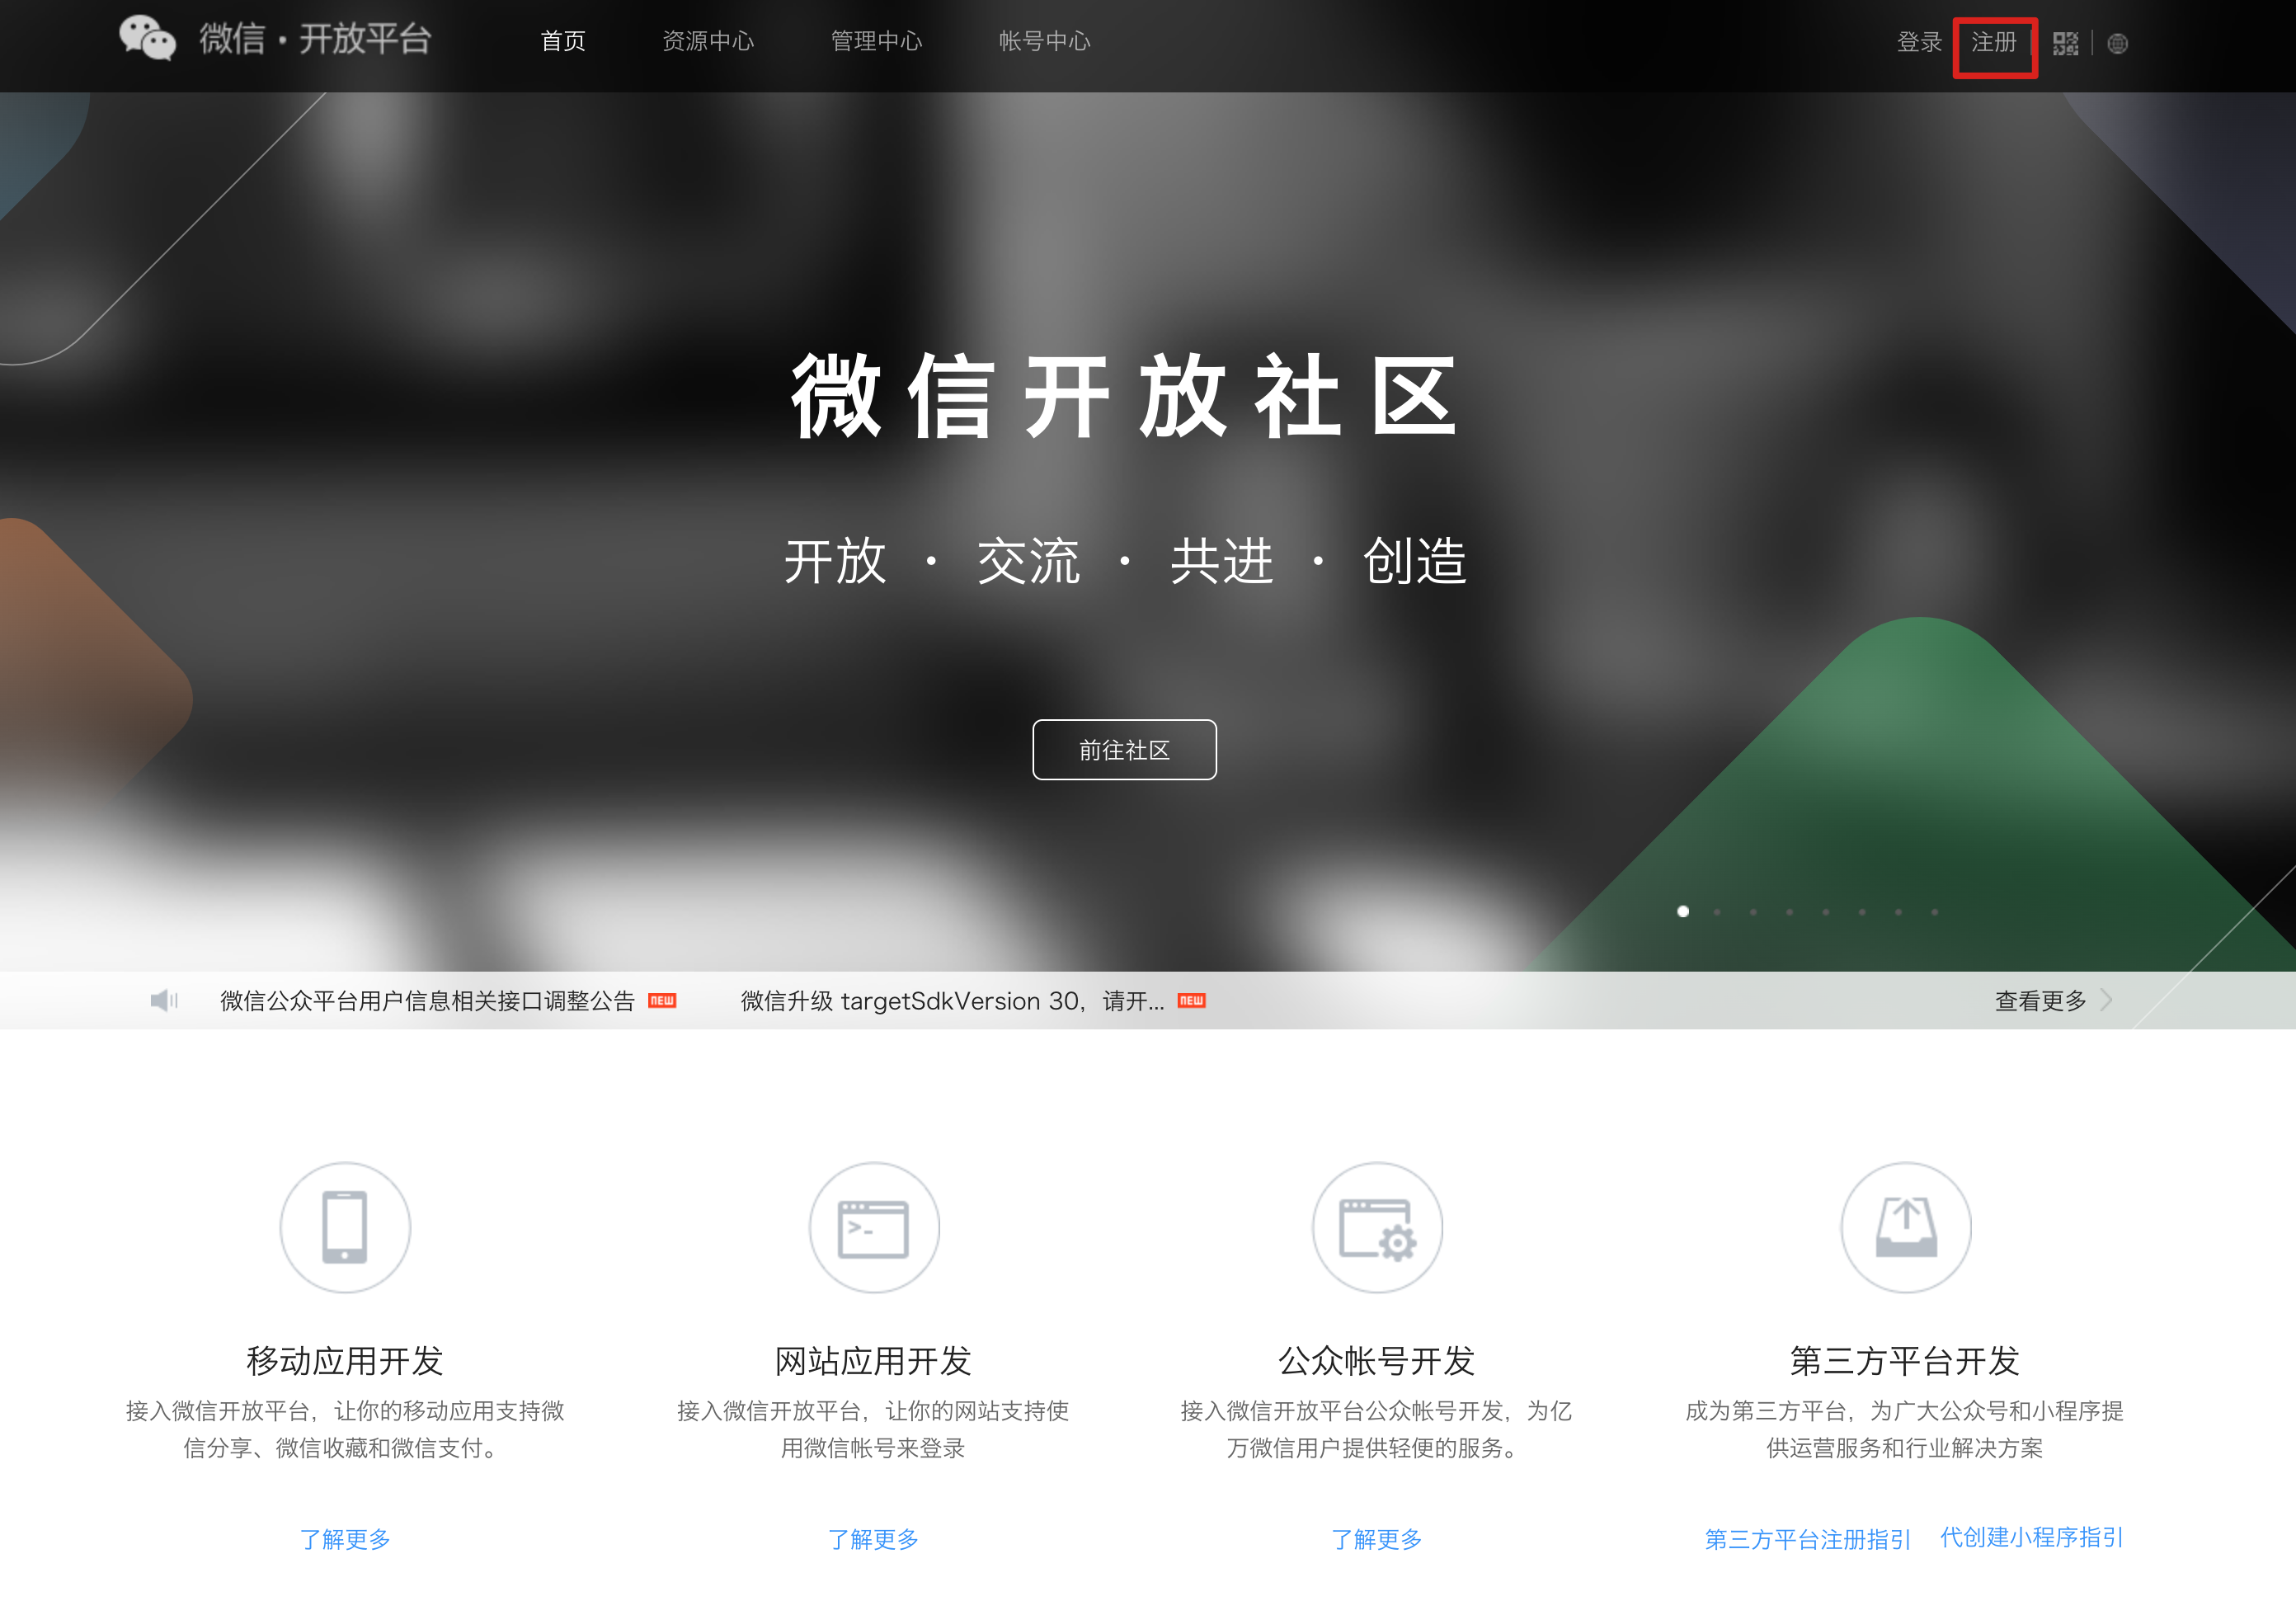 微信·开放平台 首页 资源中心 管理中心 帐号中心 登录 注册
微信开放社区
开放 · 交流 · 共进 · 创造
前往社区
微信公众平台用户信息相关接口调整公告 NEW 微信升级 targetSdkVersion 30，请开... NEW 查看更多
移动应用开发
接入微信开放平台，让你的移动应用支持微
信分享、微信收藏和微信支付。
了解更多
网站应用开发
接入微信开放平台，让你的网站支持使
用微信帐号来登录
了解更多
公众帐号开发
接入微信开放平台公众帐号开发，为亿
万微信用户提供轻便的服务。
了解更多
第三方平台开发
成为第三方平台，为广大公众号和小程序提
供运营服务和行业解决方案
第三方平台注册指引 代创建小程序指引